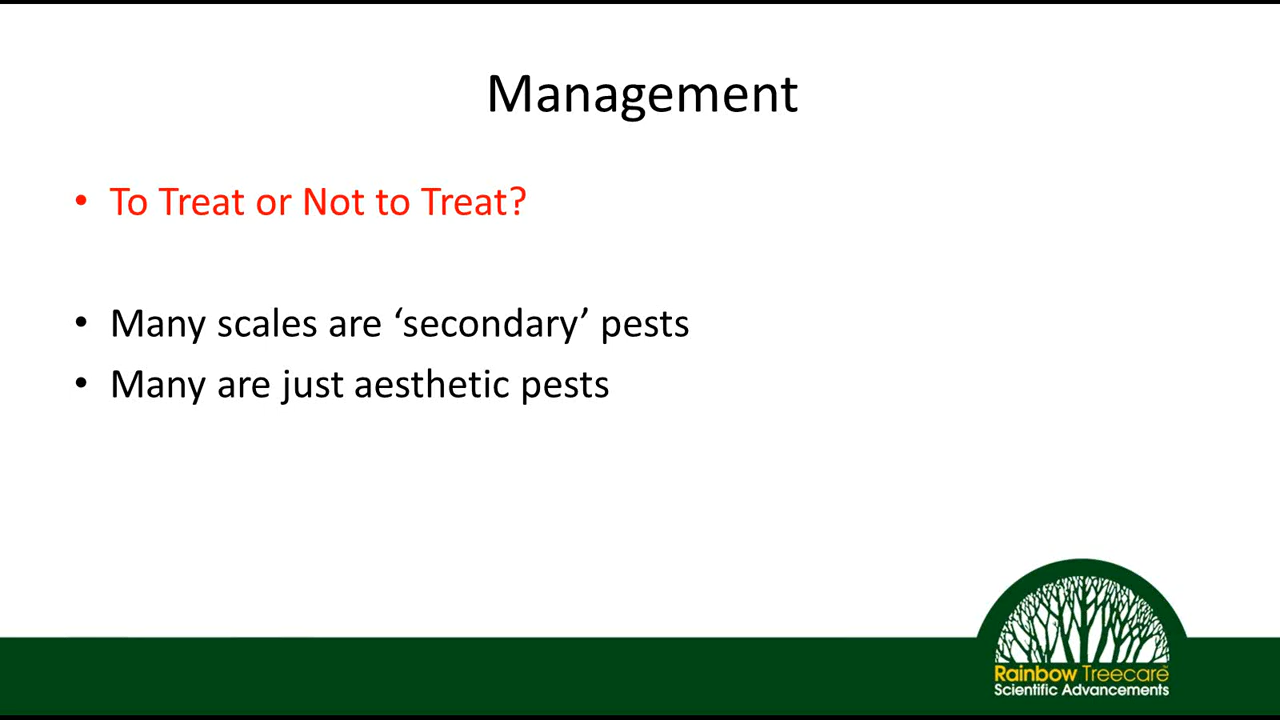 Management
• To Treat or Not to Treat?
• Many scales are ‘secondary’ pests
• Many are just aesthetic pests
Rainbow Treecare
Scientific Advancements